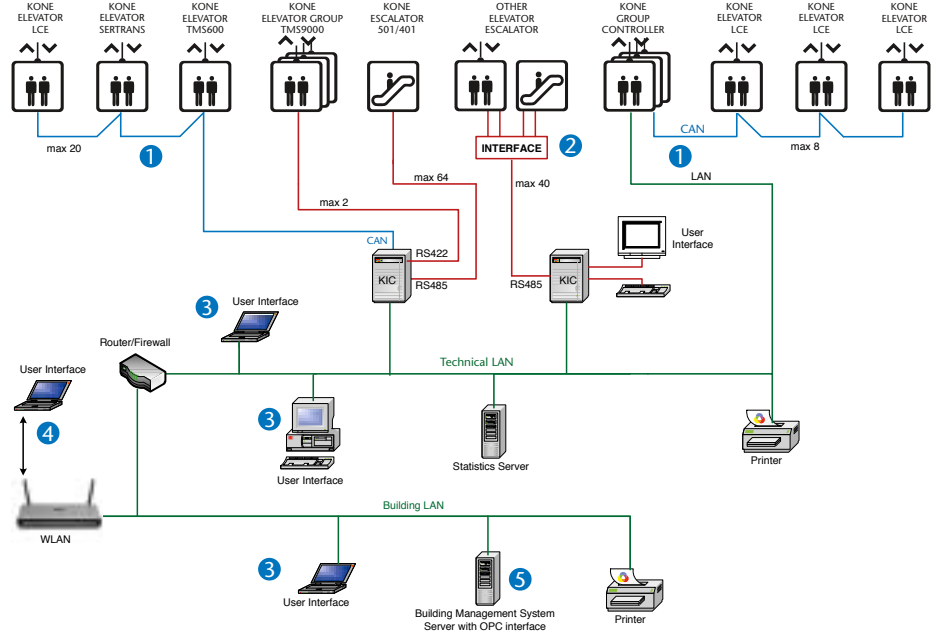 KONE
ELEVATOR
LCE
KONE
ELEVATOR
SERTRANS
KONE
ELEVATOR
TMS600
KONE
ELEVATOR GROUP
TMS9000
KONE
ESCALATOR
501/401
OTHER
ELEVATOR
ESCALATOR
KONE
GROUP
CONTROLLER
KONE
ELEVATOR
LCE
KONE
ELEVATOR
LCE
KONE
ELEVATOR
LCE
max 20
1
INTERFACE
2
CAN
1
max 8
max 64
max 40
LAN
max 2
CAN
RS422
RS485
KIC
RS485
KIC
User
Interface
3
User Interface
Router/Firewall
Technical LAN
User Interface
4
3
User Interface
Statistics Server
Printer
WLAN
Building LAN
3
User Interface
5
Building Management System
Server with OPC interface
Printer